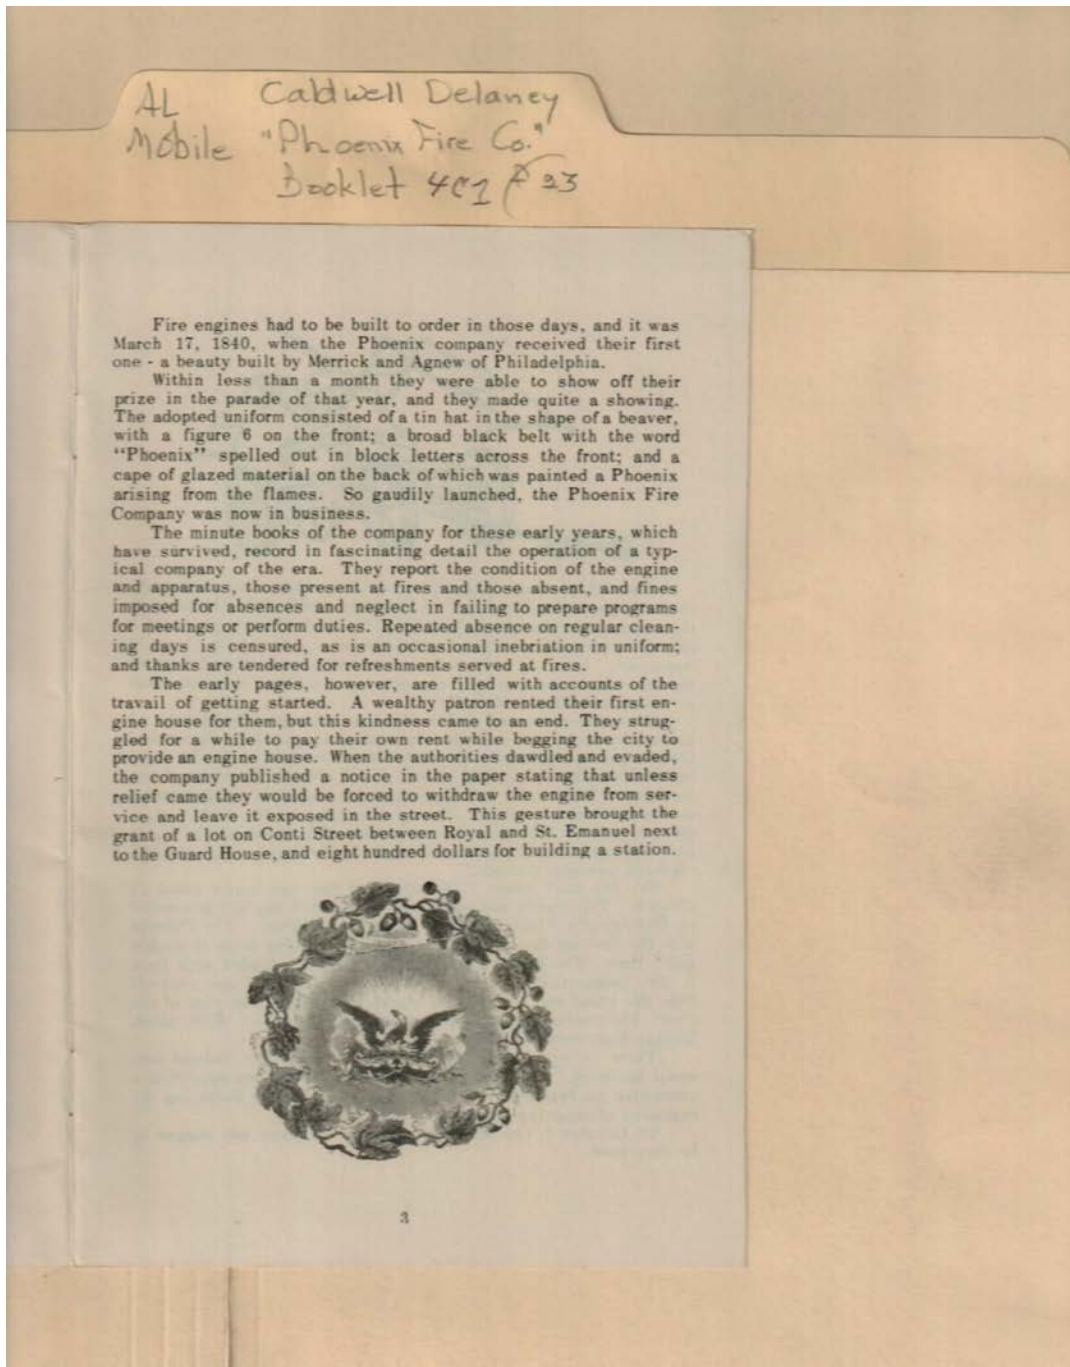 AL Caldwell Delaney
Mobile "Phoenix Fire Co."
Booklet 4C1 P 23
Fire engines had to be built to order in those days, and it was
March 17, 1840, when the Phoenix company received their first
one - a beauty built by Merrick and Agnew of Philadelphia.
Within less than a month they were able to show off their
prize in the parade of that year, and they made quite a showing.
The adopted uniform consisted of a tin hat in the shape of a beaver,
with a figure 6 on the front; a broad black belt with the word
"Phoenix" spelled out in block letters across the front; and a
cape of glazed material on the back of which was painted a Phoenix
arising from the flames. So gaudily launched, the Phoenix Fire
Company was now in business.
The minute books of the company for these early years, which
have survived, record in fascinating detail the operation of a typ-
ical company of the era. They report the condition of the engine
and apparatus, those present at fires and those absent, and fines
imposed for absences and neglect in failing to prepare programs
for meetings or perform duties. Repeated absence on regular clean-
ing days is censured, as is an occasional inebriation in uniform;
and thanks are tendered for refreshments served at fires.
The early pages, however, are filled with accounts of the
travail of getting started. A wealthy patron rented their first en-
gine house for them, but this kindness came to an end. They strug-
gled for a while to pay their own rent while begging the city to
provide an engine house. When the authorities dawdled and evaded,
the company published a notice in the paper stating that unless
relief came they would be forced to withdraw the engine from ser-
vice and leave it exposed in the street. This gesture brought the
grant of a lot on Conti Street between Royal and St. Emanuel next
to the Guard House, and eight hundred dollars for building a station.
3